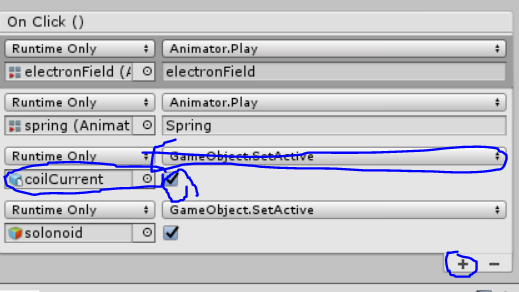 On Click ()
Runtime Only Animator.Play
electronField (A electronField
Runtime Only Animator.Play
spring (Animat Spring
Runtime Only GameObject.SetActive
coilCurrent
Runtime Only GameObject.SetActive
solonoid
+ −